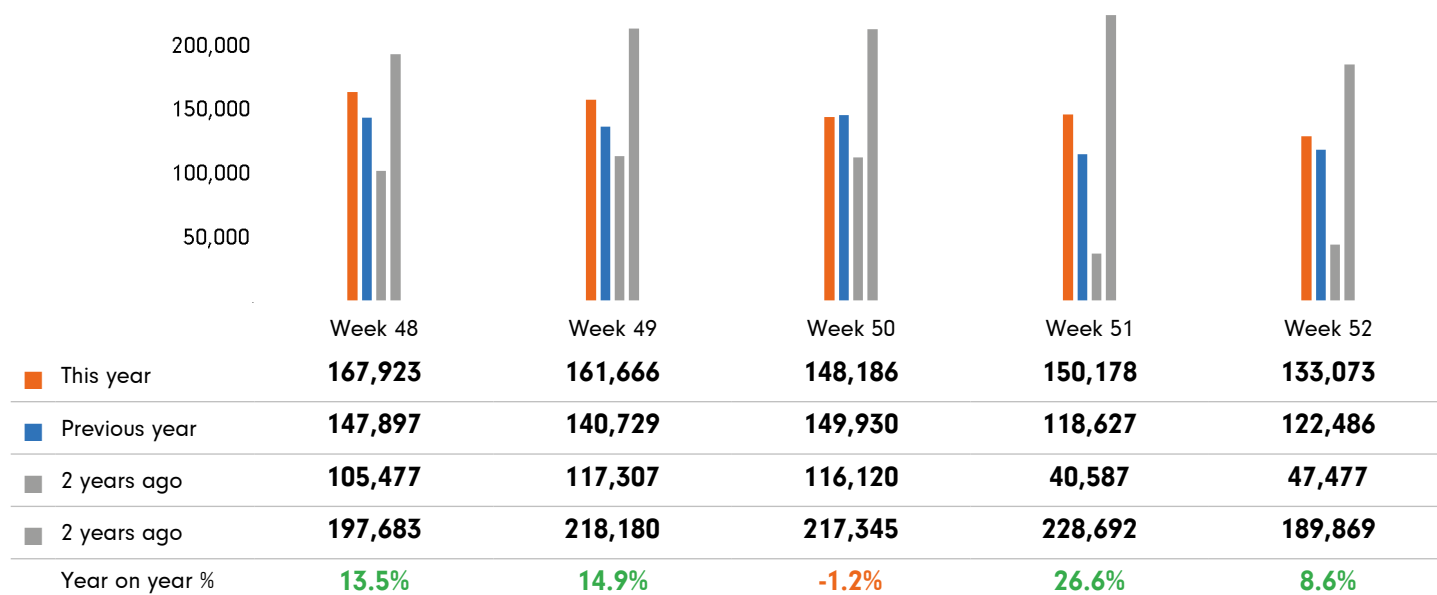 200,000
150,000
100,000
50,000
Week 48 Week 49 Week 50 Week 51 Week 52
This year 167,923 161,666 148,186 150,178 133,073
Previous year 147,897 140,729 149,930 118,627 122,486
2 years ago 105,477 117,307 116,120 40,587 47,477
2 years ago 197,683 218,180 217,345 228,692 189,869
Year on year % 13.5% 14.9% -1.2% 26.6% 8.6%